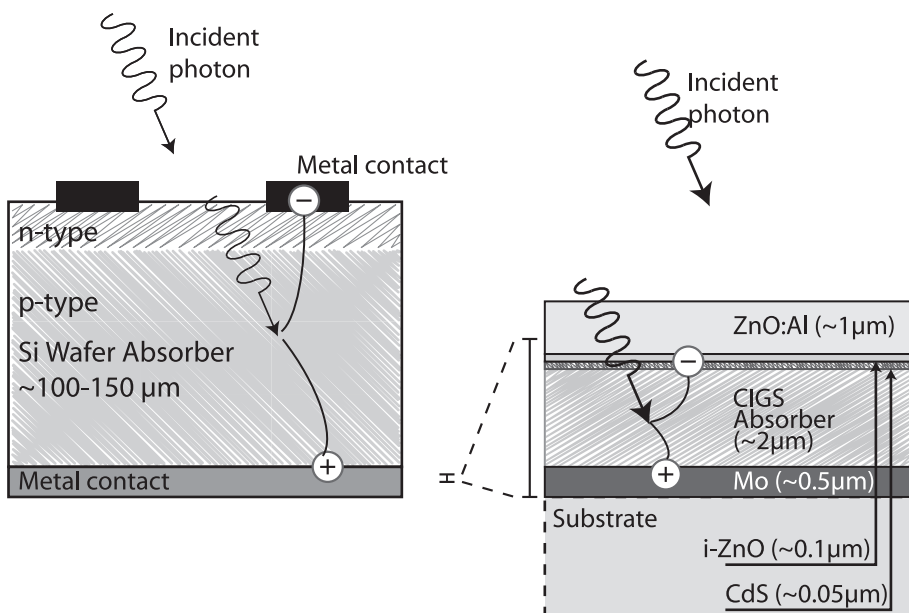 Incident
photon
Metal contact
−
n-type
p-type
Si Wafer Absorber
~100-150 µm
+
Metal contact
Incident
photon
ZnO:Al (~1µm)
−
CIGS
Absorber
(~2µm)
+
Mo (~0.5µm)
Substrate
i-ZnO (~0.1µm)
CdS (~0.05µm)